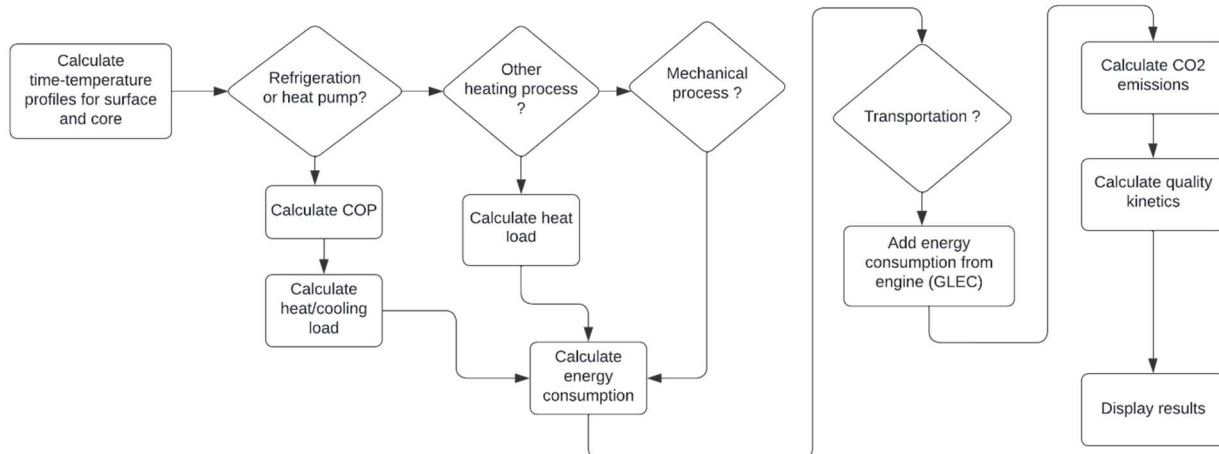 Calculate
time-temperature
profiles for surface
and core
Refrigeration
or heat pump?
Other
heating process
?
Mechanical
process ?
Calculate COP
Calculate
heat/cooling
load
Calculate heat
load
Calculate
energy
consumption
Transportation ?
Add energy
consumption from
engine (GLEC)
Calculate CO2
emissions
Calculate quality
kinetics
Display results